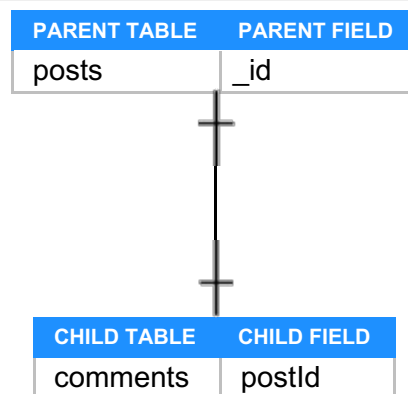 PARENT TABLE PARENT FIELD
posts _id
CHILD TABLE CHILD FIELD
comments postId